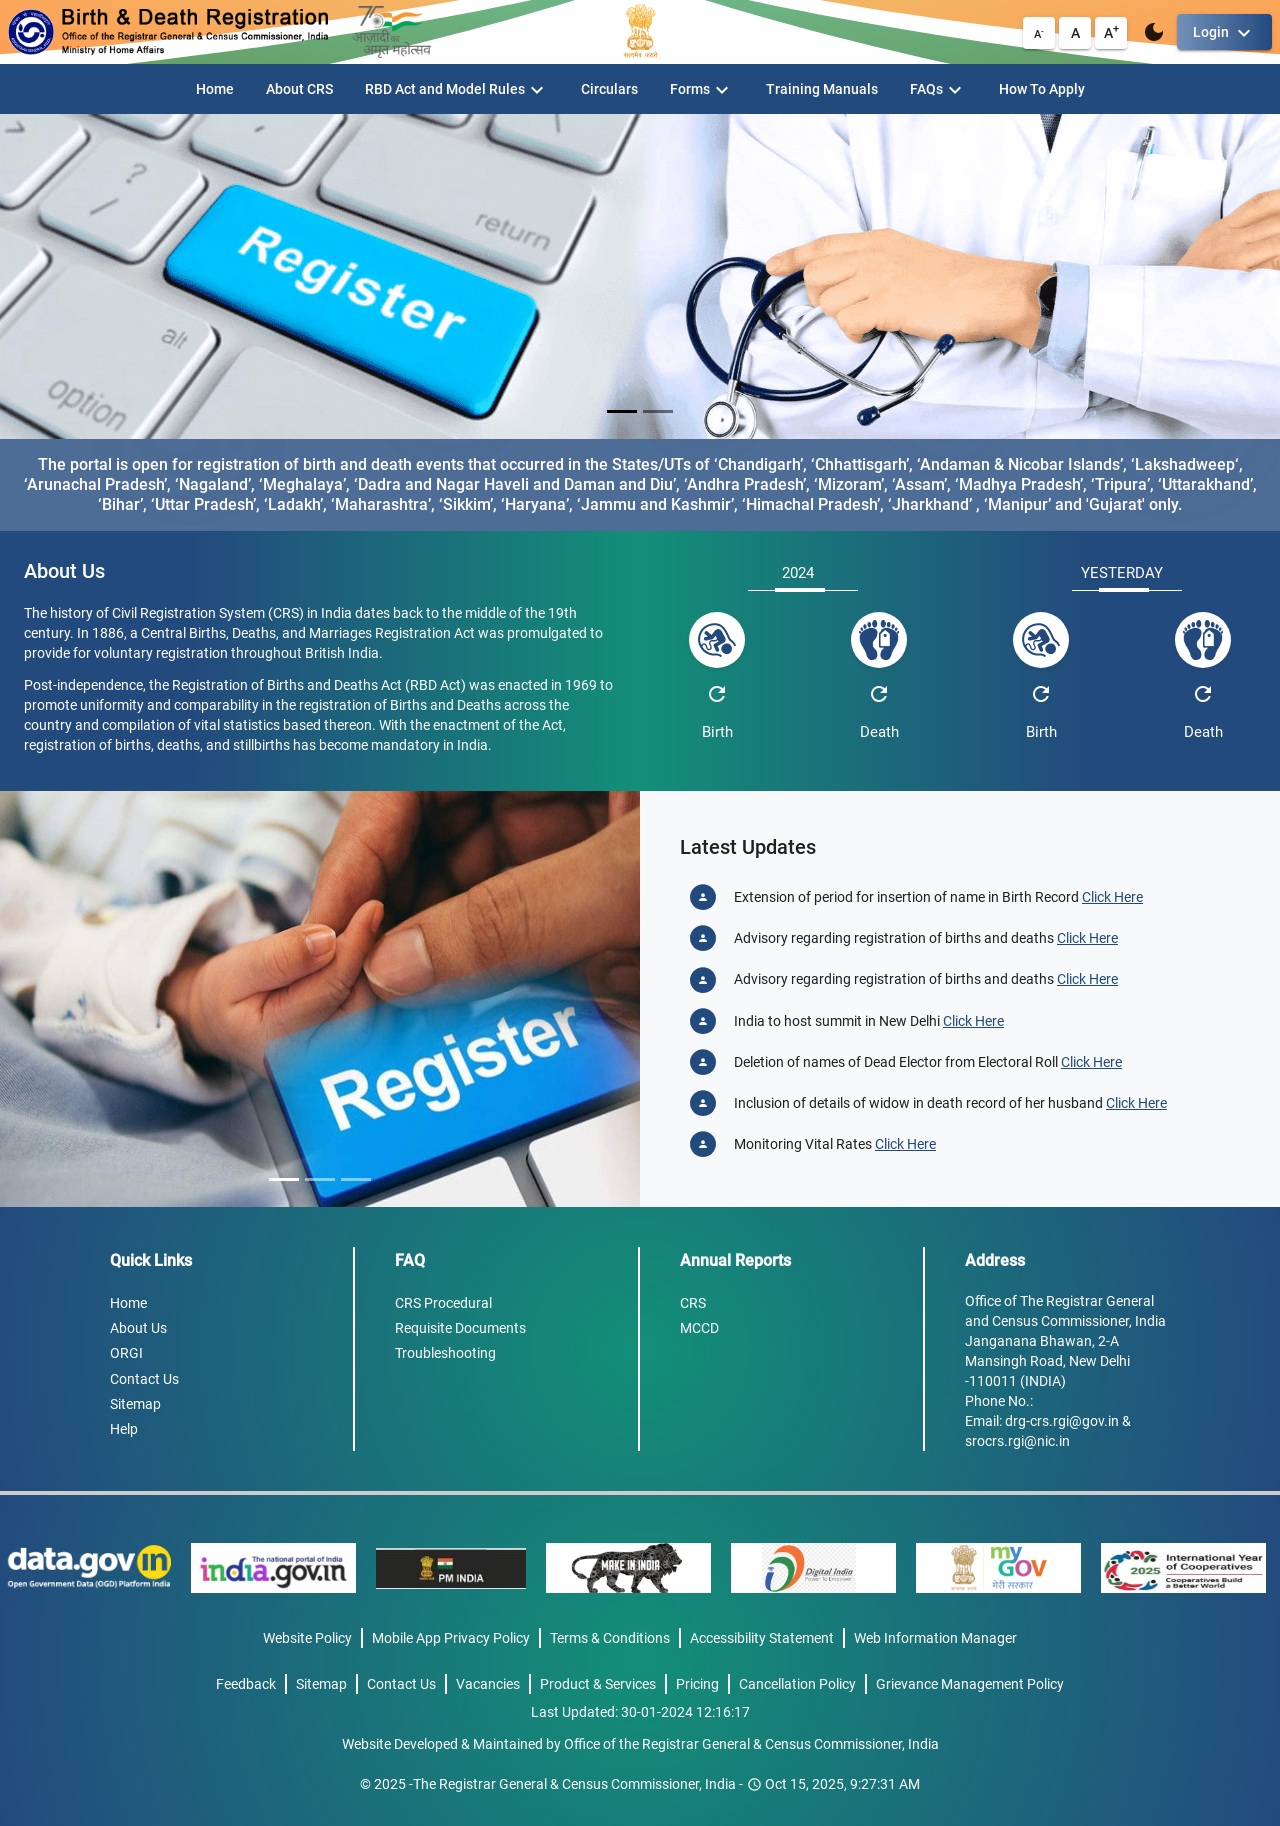 Birth & Death Registration
Office of the Registrar General & Census Commissioner, India
Ministry of Home Affairs
75
आज़ादी का
अमृत महोत्सव
सत्यमेव जयते
A-
A
A+
Login
Home
About CRS
RBD Act and Model Rules
Circulars
Forms
Training Manuals
FAQs
How To Apply
?
/
return
Register
alt
option
The portal is open for registration of birth and death events that occurred in the States/UTs of ‘Chandigarh’, ‘Chhattisgarh’, ‘Andaman & Nicobar Islands’, ‘Lakshadweep‘,
‘Arunachal Pradesh’, ‘Nagaland’, ‘Meghalaya’, ‘Dadra and Nagar Haveli and Daman and Diu’, ‘Andhra Pradesh’, ‘Mizoram’, ‘Assam’, ‘Madhya Pradesh’, ‘Tripura’, ‘Uttarakhand’,
‘Bihar’, ‘Uttar Pradesh’, ‘Ladakh’, ‘Maharashtra’, ‘Sikkim’, ‘Haryana’, ‘Jammu and Kashmir’, ‘Himachal Pradesh’, ‘Jharkhand’ , ‘Manipur’ and 'Gujarat' only.
About Us
The history of Civil Registration System (CRS) in India dates back to the middle of the 19th
century. In 1886, a Central Births, Deaths, and Marriages Registration Act was promulgated to
provide for voluntary registration throughout British India.
Post-independence, the Registration of Births and Deaths Act (RBD Act) was enacted in 1969 to
promote uniformity and comparability in the registration of Births and Deaths across the
country and compilation of vital statistics based thereon. With the enactment of the Act,
registration of births, deaths, and stillbirths has become mandatory in India.
2024
YESTERDAY
Birth
Death
Birth
Death
Register
Latest Updates
Extension of period for insertion of name in Birth Record Click Here
Advisory regarding registration of births and deaths Click Here
Advisory regarding registration of births and deaths Click Here
India to host summit in New Delhi Click Here
Deletion of names of Dead Elector from Electoral Roll Click Here
Inclusion of details of widow in death record of her husband Click Here
Monitoring Vital Rates Click Here
Quick Links
Home
About Us
ORGI
Contact Us
Sitemap
Help
FAQ
CRS Procedural
Requisite Documents
Troubleshooting
Annual Reports
CRS
MCCD
Address
Office of The Registrar General
and Census Commissioner, India
Janganana Bhawan, 2-A
Mansingh Road, New Delhi
-110011 (INDIA)
Phone No.:
Email: drg-crs.rgi@gov.in &
srocrs.rgi@nic.in
data.gov in
Open Government Data (OGD) Platform India
The national portal of India
india.gov.in
PM INDIA
MAKE IN INDIA
Digital India
Power To Empower
my
GOV
मेरी सरकार
2025
International Year
of Cooperatives
Cooperatives Build
a Better World
Website Policy
Mobile App Privacy Policy
Terms & Conditions
Accessibility Statement
Web Information Manager
Feedback
Sitemap
Contact Us
Vacancies
Product & Services
Pricing
Cancellation Policy
Grievance Management Policy
Last Updated: 30-01-2024 12:16:17
Website Developed & Maintained by Office of the Registrar General & Census Commissioner, India
© 2025 -The Registrar General & Census Commissioner, India - Oct 15, 2025, 9:27:31 AM